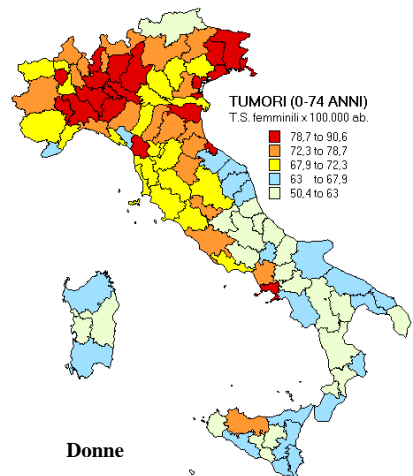 TUMORI (0-74 ANNI)
T.S. femminili x 100.000 ab.
78,7 to 90,6
72,3 to 78,7
67,9 to 72,3
63 to 67,9
50,4 to 63
Donne